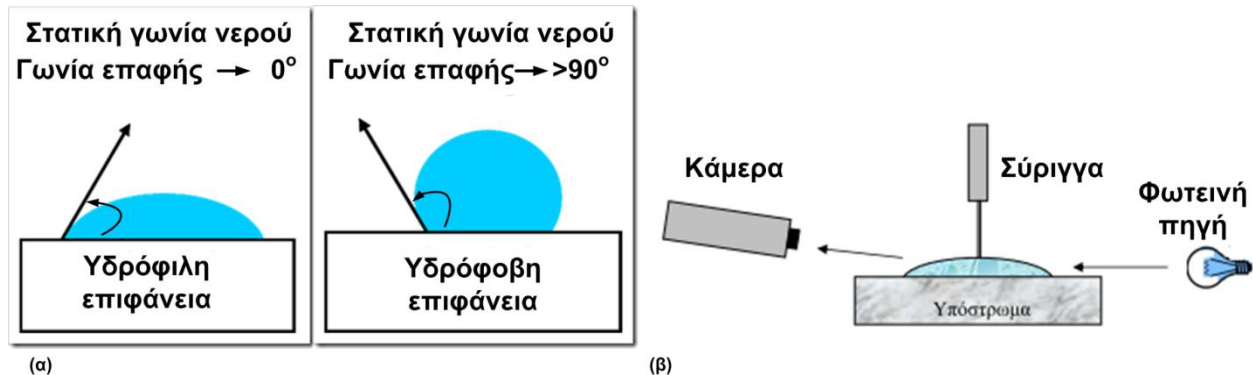 Στατική γωνία νερού
Γωνία επαφής → 0°
Υδρόφιλη
επιφάνεια
Στατική γωνία νερού
Γωνία επαφής→>90°
Υδρόφοβη
επιφάνεια
(α)
Κάμερα
Σύριγγα
Φωτεινή
πηγή
Υπόστρωμα
(β)